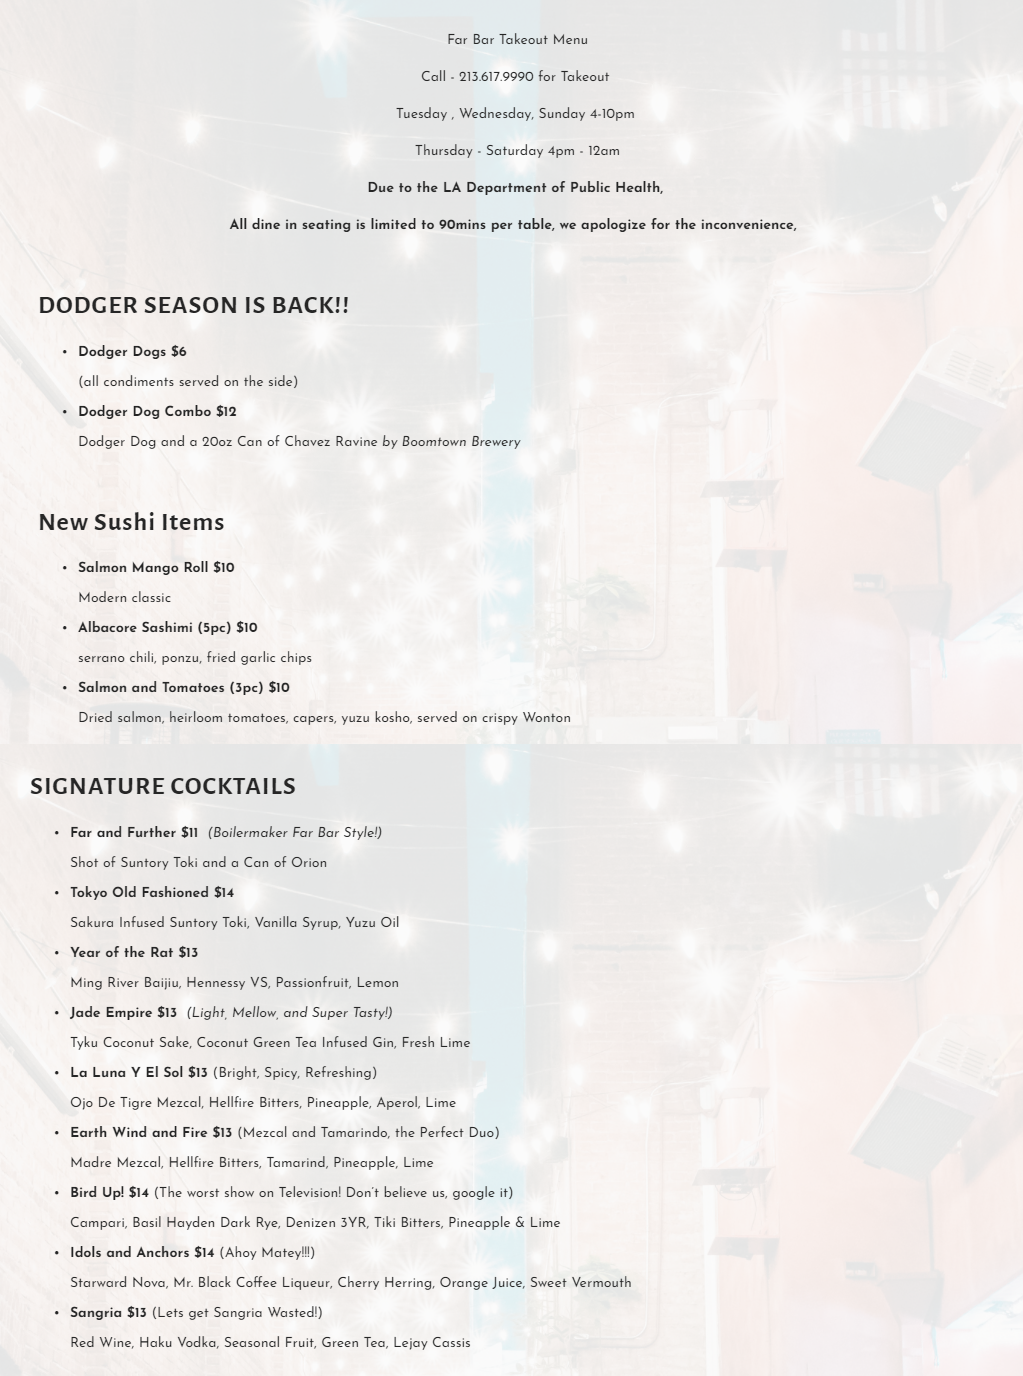 Far Bar Takeout Menu
Call - 213.617.9990 for Takeout
Tuesday , Wednesday, Sunday 4-10pm
Thursday - Saturday 4pm - 12am
Due to the LA Department of Public Health,
All dine in seating is limited to 90mins per table, we apologize for the inconvenience,
DODGER SEASON IS BACK!!
• Dodger Dogs $6
(all condiments served on the side)
• Dodger Dog Combo $12
Dodger Dog and a 20oz Can of Chavez Ravine by Boomtown Brewery
New Sushi Items
• Salmon Mango Roll $10
Modern classic
• Albacore Sashimi (5pc) $10
serrano chili, ponzu, fried garlic chips
• Salmon and Tomatoes (3pc) $10
Dried salmon, heirloom tomatoes, capers, yuzu kosho, served on crispy Wonton
SIGNATURE COCKTAILS
• Far and Further $11 (Boilermaker Far Bar Style!)
Shot of Suntory Toki and a Can of Orion
• Tokyo Old Fashioned $14
Sakura Infused Suntory Toki, Vanilla Syrup, Yuzu Oil
• Year of the Rat $13
Ming River Baijiu, Hennessy VS, Passionfruit, Lemon
• Jade Empire $13 (Light, Mellow, and Super Tasty!)
Tyku Coconut Sake, Coconut Green Tea Infused Gin, Fresh Lime
• La Luna Y El Sol $13 (Bright, Spicy, Refreshing)
Ojo De Tigre Mezcal, Hellfire Bitters, Pineapple, Aperol, Lime
• Earth Wind and Fire $13 (Mezcal and Tamarindo, the Perfect Duo)
Madre Mezcal, Hellfire Bitters, Tamarind, Pineapple, Lime
• Bird Up! $14 (The worst show on Television! Don't believe us, google it)
Campari, Basil Hayden Dark Rye, Denizen 3YR, Tiki Bitters, Pineapple & Lime
• Idols and Anchors $14 (Ahoy Matey!!!)
Starward Nova, Mr. Black Coffee Liqueur, Cherry Herring, Orange Juice, Sweet Vermouth
• Sangria $13 (Lets get Sangria Wasted!)
Red Wine, Haku Vodka, Seasonal Fruit, Green Tea, Lejay Cassis